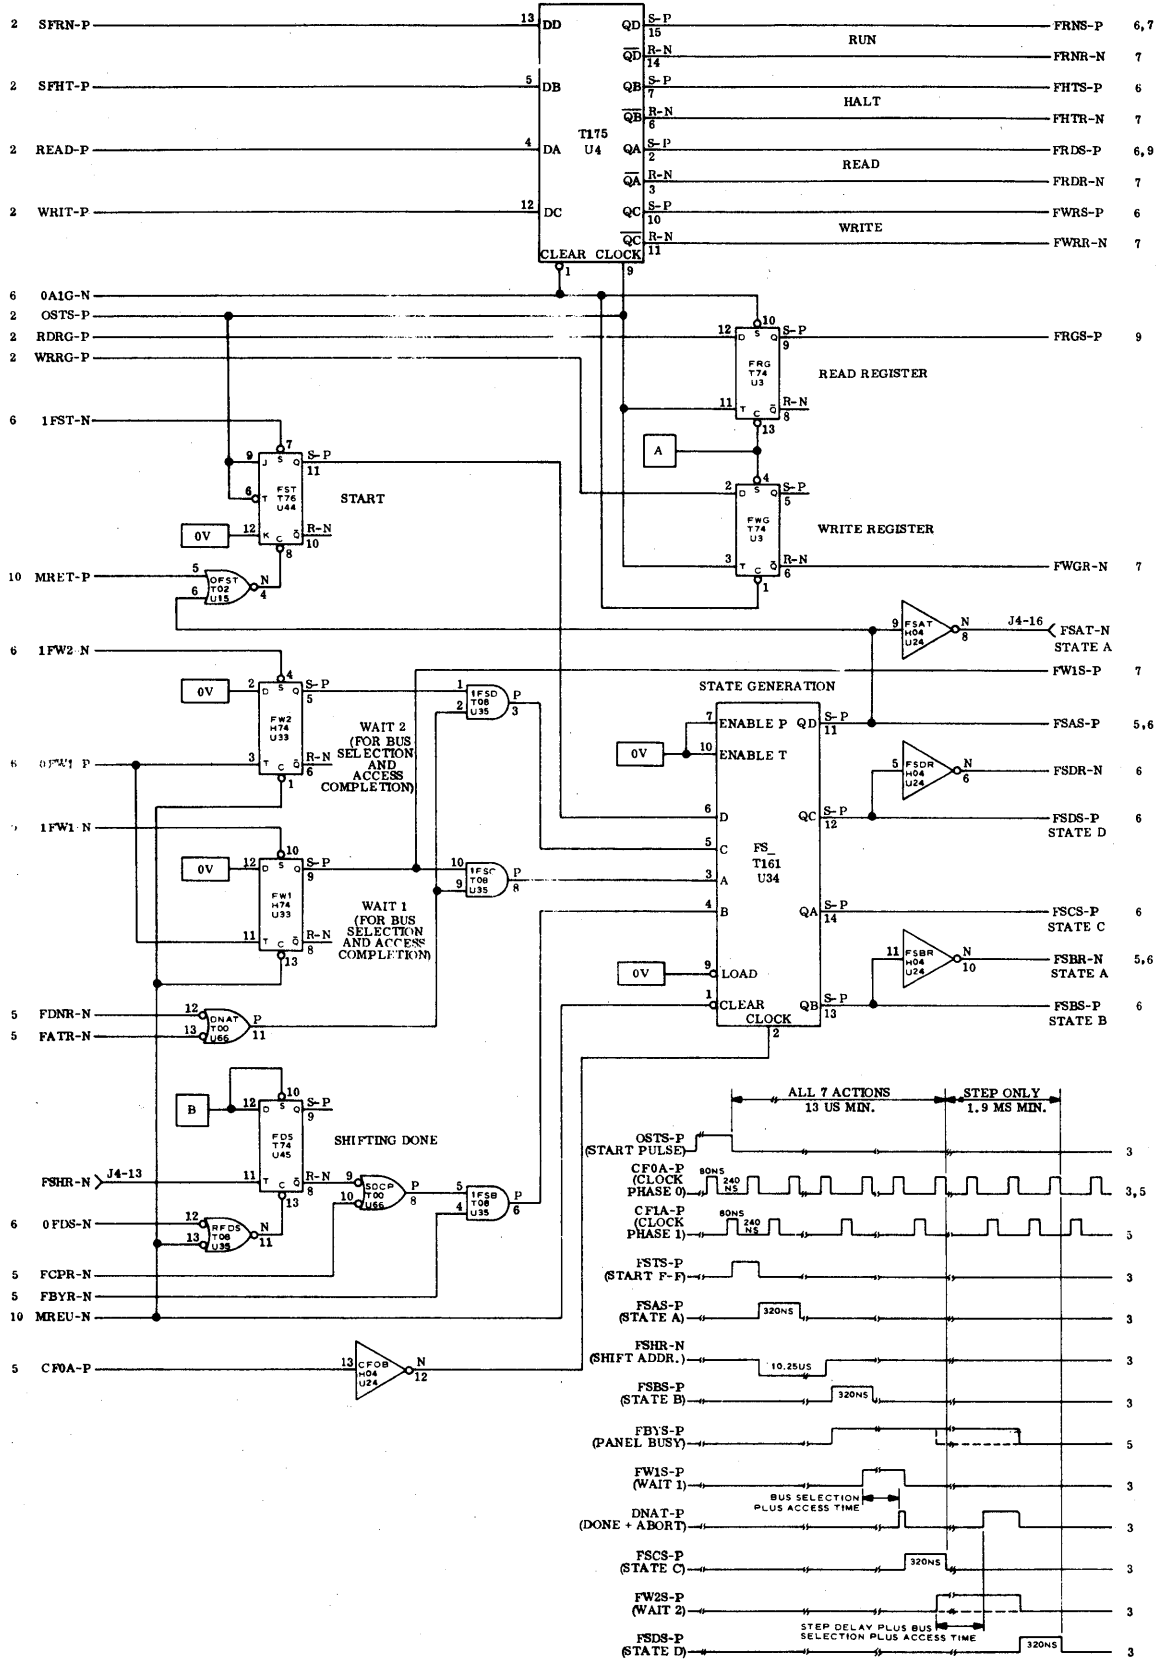 2 SFRN-P 13 DD QD S-P 15 FRNS-P 6,7
RUN
QD R-N 14 FRNR-N 7
2 SFHT-P 5 DB QB S-P 7 FHTS-P 6
HALT
QB R-N 6 FHTR-N 7
T175
U4
2 READ-P 4 DA QA S-P 2 FRDS-P 6,9
READ
QA R-N 3 FRDR-N 7
2 WRIT-P 12 DC QC S-P 10 FWRS-P 6
WRITE
QC R-N 11 FWRR-N 7
CLEAR CLOCK
1 9
6 0A1G-N
2 OSTS-P
2 RDRG-P
2 WRRG-P
10
12 D S Q S-P 9 FRGS-P 9
FRG
T74
U3
READ REGISTER
11 T C Q R-N 8
13
A
6 1FST-N
7
9 J S Q S-P 11
6 T
FST
T76
U44
START
0V 12 K C Q R-N 10
8
4
2 D S Q S-P 5
FWG
T74
U3
WRITE REGISTER
3 T C Q R-N 6 FWGR-N 7
1
10 MRET-P 5
6
OFST
T02
U15
N
4
9 FSAT
H04
U24
N
8
J4-16 FSAT-N
STATE A
6 1FW2 N
4
0V 2 D S Q S-P 5
FW2
H74
U33
WAIT 2
(FOR BUS
SELECTION
AND
ACCESS
COMPLETION)
6 0FW1 P 3 T C Q R-N 6
1
1
2
1FSD
T08
U35
P
3
FW1S-P 7
STATE GENERATION
0V
7 ENABLE P QD S-P 11 FSAS-P 5,6
10 ENABLE T
5 FSDR
H04
U24
N
6
FSDR-N 6
6 D QC S-P 12 FSDS-P 6
STATE D
5 C
FS_
T161
U34
3 A
4 B QA S-P 14 FSCS-P 6
STATE C
11 FSBR
H04
U24
N
10
FSBR-N 5,6
STATE A
0V 9 LOAD
1 CLEAR QB S-P 13 FSBS-P 6
STATE B
CLOCK
2
1FW1 N
10
0V 12 D S Q S-P 9
FW1
H74
U33
WAIT 1
(FOR BUS
SELECTION
AND ACCESS
COMPLETION)
11 T C Q R-N 8
13
10
9
1FSC
T08
U35
P
8
5 FDNR-N 12
5 FATR-N 13
DNAT
T00
U66
P
11
10
B 12 D S Q S-P 9
FDS
T74
U45
SHIFTING DONE
FSHR-N J4-13 11 T C Q R-N 8
13
6 0FDS-N 12
13
RFDS
T08
U35
N
11
9
10
SDCP
T00
U66
P
8
5
4
1FSB
T08
U35
P
6
5 FCPR-N
5 FBYR-N
10 MREU-N
5 CF0A-P 13 CF0B
H04
U24
N
12
ALL 7 ACTIONS
13 US MIN.
STEP ONLY
1.9 MS MIN.
OSTS-P
(START PULSE) 3
CF0A-P
(CLOCK
PHASE 0) 80NS 240 NS 3,5
CF1A-P
(CLOCK
PHASE 1) 80NS 240 NS 5
FSTS-P
(START F-F) 3
FSAS-P
(STATE A) 320NS 3
FSHR-N
(SHIFT ADDR.) 10.25US 3
FSBS-P
(STATE B) 320NS 3
FBYS-P
(PANEL BUSY) 5
FW1S-P
(WAIT 1) 3
BUS SELECTION
PLUS ACCESS TIME
DNAT-P
(DONE + ABORT) 3
FSCS-P
(STATE C) 320NS 3
FW2S-P
(WAIT 2) 3
STEP DELAY PLUS BUS
SELECTION PLUS ACCESS TIME
FSDS-P
(STATE D) 320NS 3